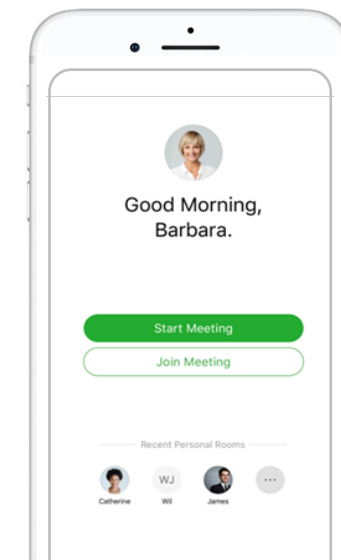 Good Morning,
Barbara.
Start Meeting
Join Meeting
Recent Personal Rooms
WJ
Catherine Wil James